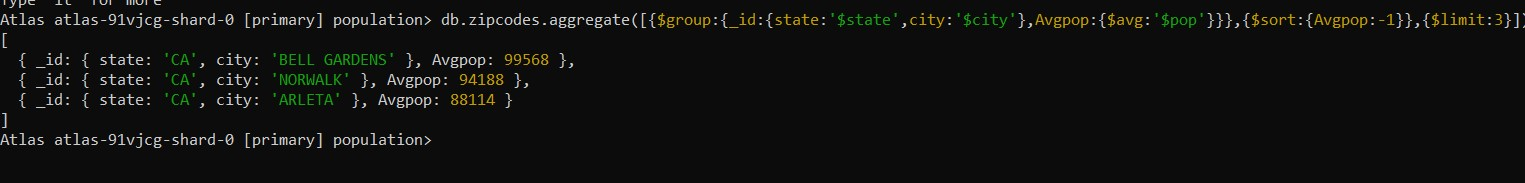 Type "it" for more
Atlas atlas-91vjcg-shard-0 [primary] population> db.zipcodes.aggregate([{$group:{_id:{state:'$state',city:'$city'},Avgpop:{$avg:'$pop'}}},{$sort:{Avgpop:-1}},{$limit:3}])
[
  { _id: { state: 'CA', city: 'BELL GARDENS' }, Avgpop: 99568 },
  { _id: { state: 'CA', city: 'NORWALK' }, Avgpop: 94188 },
  { _id: { state: 'CA', city: 'ARLETA' }, Avgpop: 88114 }
]
Atlas atlas-91vjcg-shard-0 [primary] population>